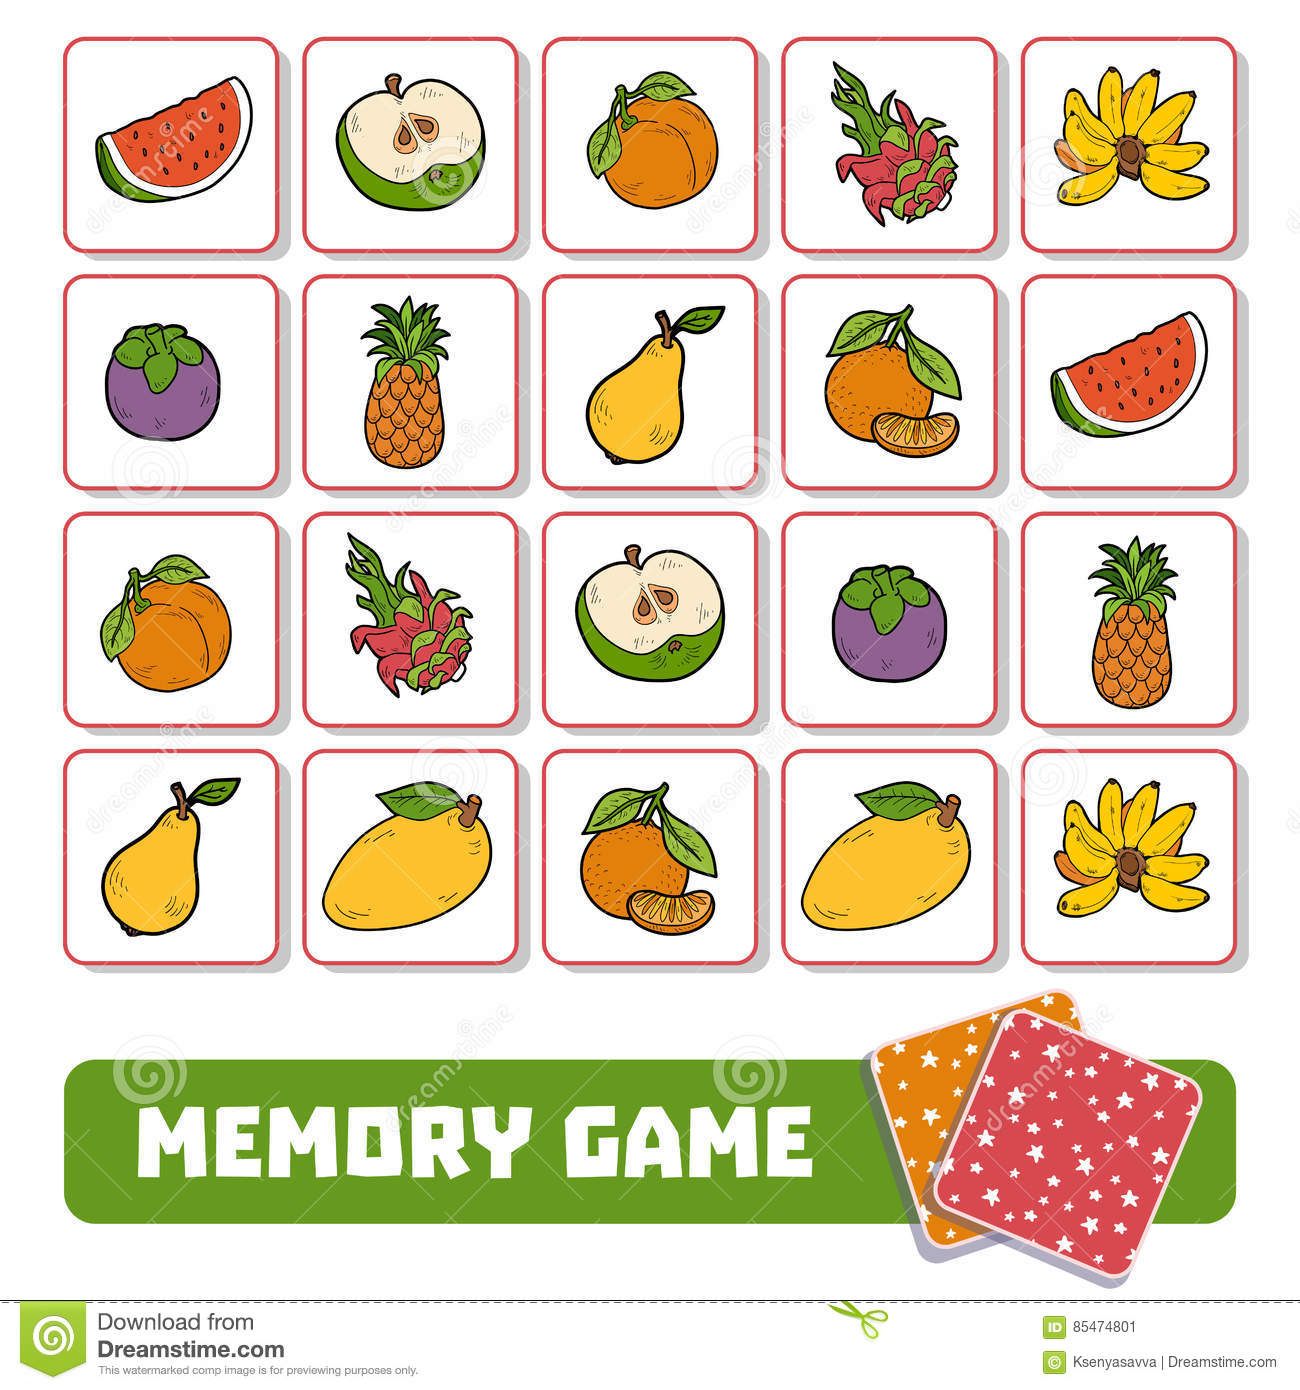 MEMORY GAME
Download from
Dreamstime.com
This watermarked comp image is for previewing purposes only.
ID 85474801
© Ksenyasavva | Dreamstime.com